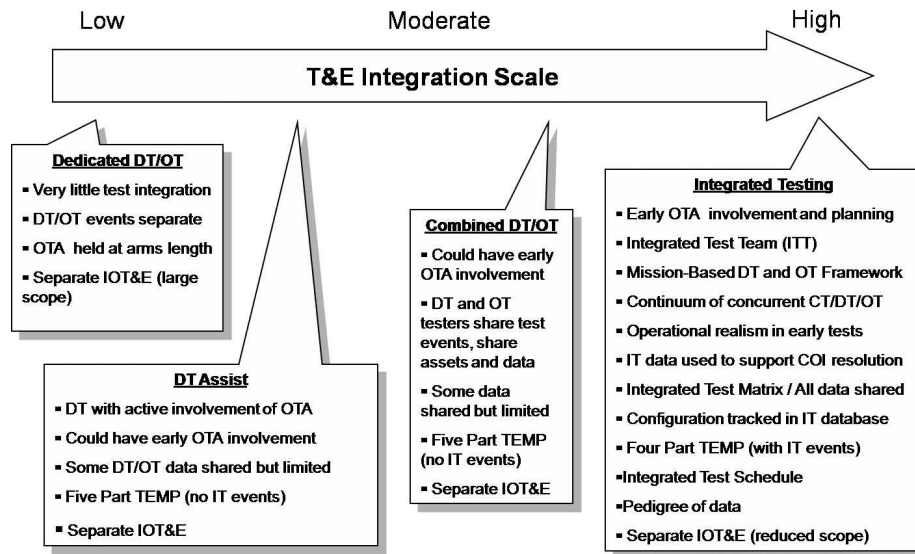 Low Moderate High
T&E Integration Scale
Dedicated DT/OT
▪ Very little test integration
▪ DT/OT events separate
▪ OTA held at arms length
▪ Separate IOT&E (large
scope)
DT Assist
▪ DT with active involvement of OTA
▪ Could have early OTA involvement
▪ Some DT/OT data shared but limited
▪ Five Part TEMP (no IT events)
▪ Separate IOT&E
Combined DT/OT
▪ Could have early
OTA involvement
▪ DT and OT
testers share test
events, share
assets and data
▪ Some data
shared but limited
▪ Five Part TEMP
(no IT events)
▪ Separate IOT&E
Integrated Testing
▪ Early OTA involvement and planning
▪ Integrated Test Team (ITT)
▪ Mission-Based DT and OT Framework
▪ Continuum of concurrent CT/DT/OT
▪ Operational realism in early tests
▪ IT data used to support COI resolution
▪ Integrated Test Matrix / All data shared
▪ Configuration tracked in IT database
▪ Four Part TEMP (with IT events)
▪Integrated Test Schedule
▪Pedigree of data
▪ Separate IOT&E (reduced scope)